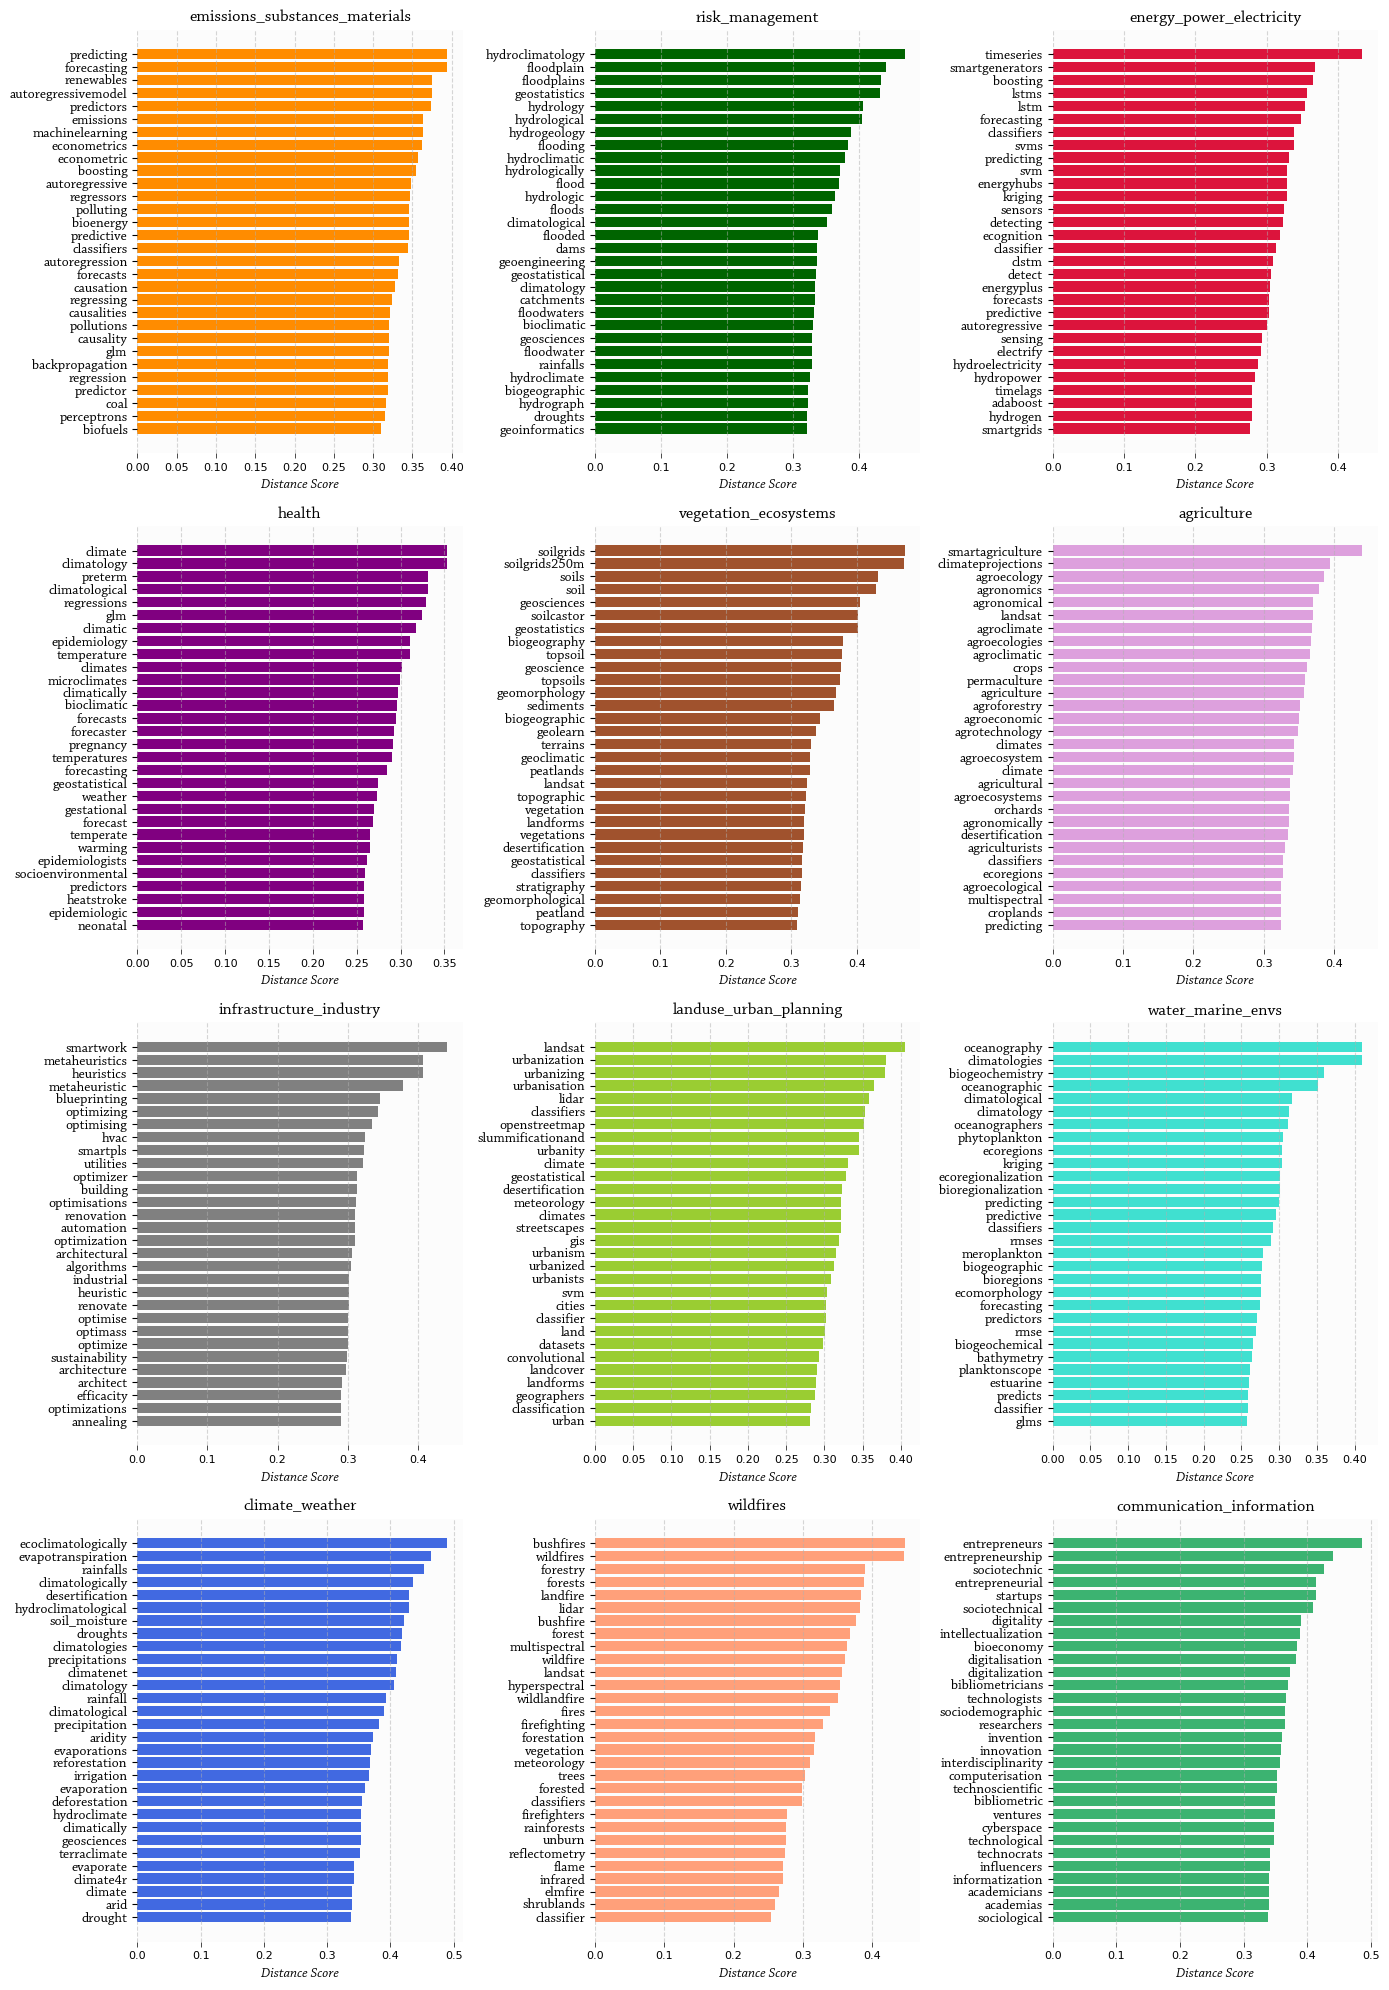 emissions_substances_materials
predicting
forecasting
renewables
autoregressivemodel
predictors
emissions
machinelearning
econometrics
econometric
boosting
autoregressive
regressors
polluting
bioenergy
predictive
classifiers
autoregression
forecasts
causation
regressing
causalities
pollutions
causality
glm
backpropagation
regression
predictor
coal
perceptrons
biofuels
0.00 0.05 0.10 0.15 0.20 0.25 0.30 0.35 0.40
Distance Score
risk_management
hydroclimatology
floodplain
floodplains
geostatistics
hydrology
hydrological
hydrogeology
flooding
hydroclimatic
hydrologically
flood
hydrologic
floods
climatological
flooded
dams
geoengineering
geostatistical
climatology
catchments
floodwaters
bioclimatic
geosciences
floodwater
rainfalls
hydroclimate
biogeographic
hydrograph
droughts
geoinformatics
0.0 0.1 0.2 0.3 0.4
Distance Score
energy_power_electricity
timeseries
smartgenerators
boosting
lstms
lstm
forecasting
classifiers
svms
predicting
svm
energyhubs
kriging
sensors
detecting
ecognition
classifier
clstm
detect
energyplus
forecasts
predictive
autoregressive
sensing
electrify
hydroelectricity
hydropower
timelags
adaboost
hydrogen
smartgrids
0.0 0.1 0.2 0.3 0.4
Distance Score
health
climate
climatology
preterm
climatological
regressions
glm
climatic
epidemiology
temperature
climates
microclimates
climatically
bioclimatic
forecasts
forecaster
pregnancy
temperatures
forecasting
geostatistical
weather
gestational
forecast
temperate
warming
epidemiologists
socioenvironmental
predictors
heatstroke
epidemiologic
neonatal
0.00 0.05 0.10 0.15 0.20 0.25 0.30 0.35
Distance Score
vegetation_ecosystems
soilgrids
soilgrids250m
soils
soil
geosciences
soilcastor
geostatistics
biogeography
topsoil
geoscience
topsoils
geomorphology
sediments
biogeographic
geolearn
terrains
geoclimatic
peatlands
landsat
topographic
vegetation
landforms
vegetations
desertification
geostatistical
classifiers
stratigraphy
geomorphological
peatland
topography
0.0 0.1 0.2 0.3 0.4
Distance Score
agriculture
smartagriculture
climateprojections
agroecology
agronomics
agronomical
landsat
agroclimate
agroecologies
agroclimatic
crops
permaculture
agriculture
agroforestry
agroeconomic
agrotechnology
climates
agroecosystem
climate
agricultural
agroecosystems
orchards
agronomically
desertification
agriculturists
classifiers
ecoregions
agroecological
multispectral
croplands
predicting
0.0 0.1 0.2 0.3 0.4
Distance Score
infrastructure_industry
smartwork
metaheuristics
heuristics
metaheuristic
blueprinting
optimizing
optimising
hvac
smartpls
utilities
optimizer
building
optimisations
renovation
automation
optimization
architectural
algorithms
industrial
heuristic
renovate
optimise
optimass
optimize
sustainability
architecture
architect
efficacity
optimizations
annealing
0.0 0.1 0.2 0.3 0.4
Distance Score
landuse_urban_planning
landsat
urbanization
urbanizing
urbanisation
lidar
classifiers
openstreetmap
slummificationand
urbanity
climate
geostatistical
desertification
meteorology
climates
streetscapes
gis
urbanism
urbanized
urbanists
svm
cities
classifier
land
datasets
convolutional
landcover
landforms
geographers
classification
urban
0.00 0.05 0.10 0.15 0.20 0.25 0.30 0.35 0.40
Distance Score
water_marine_envs
oceanography
climatologies
biogeochemistry
oceanographic
climatological
climatology
oceanographers
phytoplankton
ecoregions
kriging
ecoregionalization
bioregionalization
predicting
predictive
classifiers
rmses
meroplankton
biogeographic
bioregions
ecomorphology
forecasting
predictors
rmse
biogeochemical
bathymetry
planktonscope
estuarine
predicts
classifier
glms
0.00 0.05 0.10 0.15 0.20 0.25 0.30 0.35 0.40
Distance Score
climate_weather
ecoclimatologically
evapotranspiration
rainfalls
climatologically
desertification
hydroclimatological
soil_moisture
droughts
climatologies
precipitations
climatenet
climatology
rainfall
climatological
precipitation
aridity
evaporations
reforestation
irrigation
evaporation
deforestation
hydroclimate
climatically
geosciences
terraclimate
evaporate
climate4r
climate
arid
drought
0.0 0.1 0.2 0.3 0.4 0.5
Distance Score
wildfires
bushfires
wildfires
forestry
forests
landfire
lidar
bushfire
forest
multispectral
wildfire
landsat
hyperspectral
wildlandfire
fires
firefighting
forestation
vegetation
meteorology
trees
forested
classifiers
firefighters
rainforests
unburn
reflectometry
flame
infrared
elmfire
shrublands
classifier
0.0 0.1 0.2 0.3 0.4
Distance Score
communication_information
entrepreneurs
entrepreneurship
sociotechnic
entrepreneurial
startups
sociotechnical
digitality
intellectualization
bioeconomy
digitalisation
digitalization
bibliometricians
technologists
sociodemographic
researchers
invention
innovation
interdisciplinarity
computerisation
technoscientific
bibliometric
ventures
cyberspace
technological
technocrats
influencers
informatization
academicians
academias
sociological
0.0 0.1 0.2 0.3 0.4 0.5
Distance Score